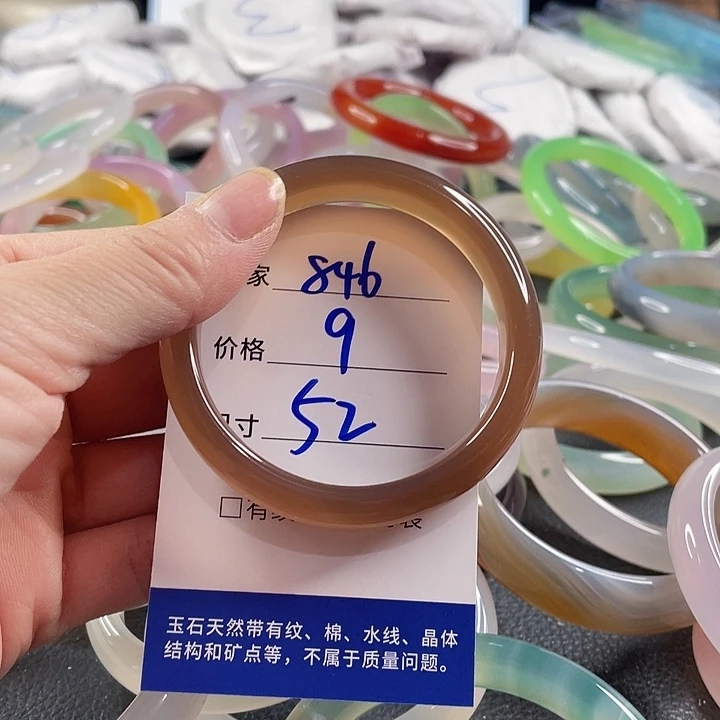 家 846
价格 9
寸 52
□有
玉石天然带有纹、棉、水线、晶体
结构和矿点等，不属于质量问题。